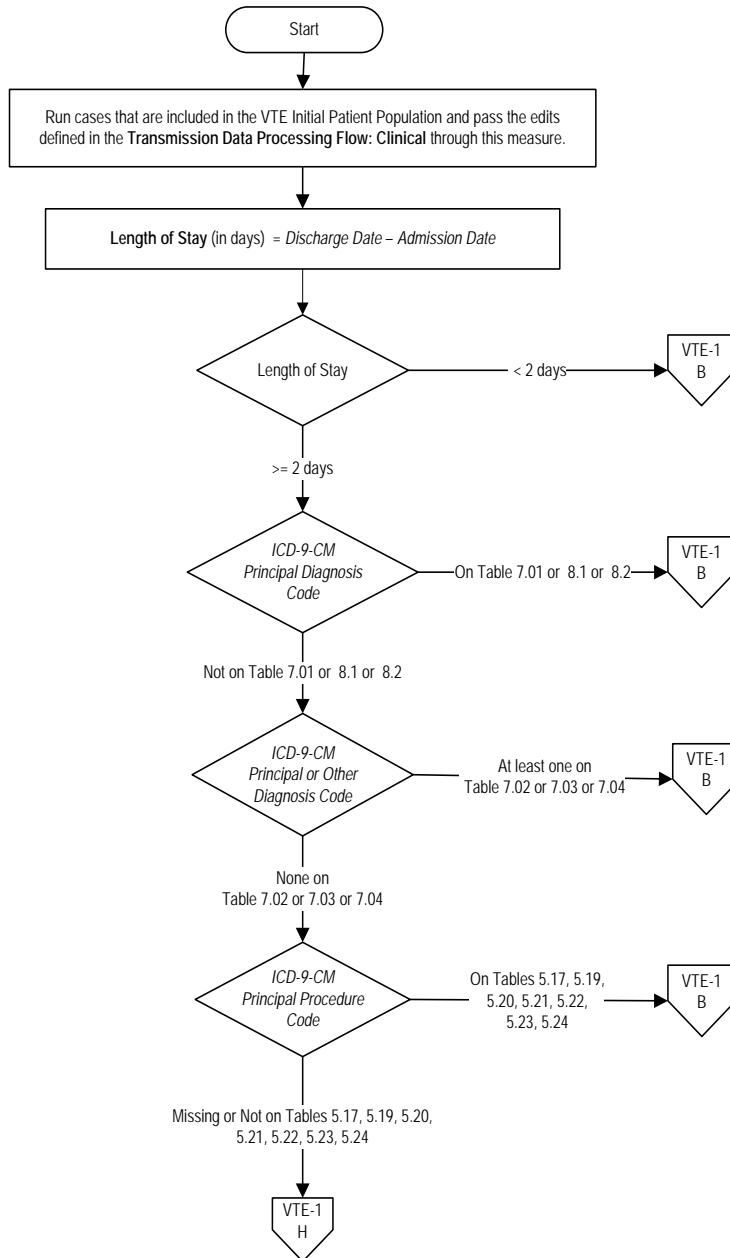 Start
Run cases that are included in the VTE Initial Patient Population and pass the edits
defined in the Transmission Data Processing Flow: Clinical through this measure.
Length of Stay (in days) = Discharge Date – Admission Date
Length of Stay
< 2 days
VTE-1
B
>= 2 days
ICD-9-CM
Principal Diagnosis
Code
On Table 7.01 or 8.1 or 8.2
VTE-1
B
Not on Table 7.01 or 8.1 or 8.2
ICD-9-CM
Principal or Other
Diagnosis Code
At least one on
Table 7.02 or 7.03 or 7.04
VTE-1
B
None on
Table 7.02 or 7.03 or 7.04
ICD-9-CM
Principal Procedure
Code
On Tables 5.17, 5.19,
5.20, 5.21, 5.22,
5.23, 5.24
VTE-1
B
Missing or Not on Tables 5.17, 5.19, 5.20,
5.21, 5.22, 5.23, 5.24
VTE-1
H